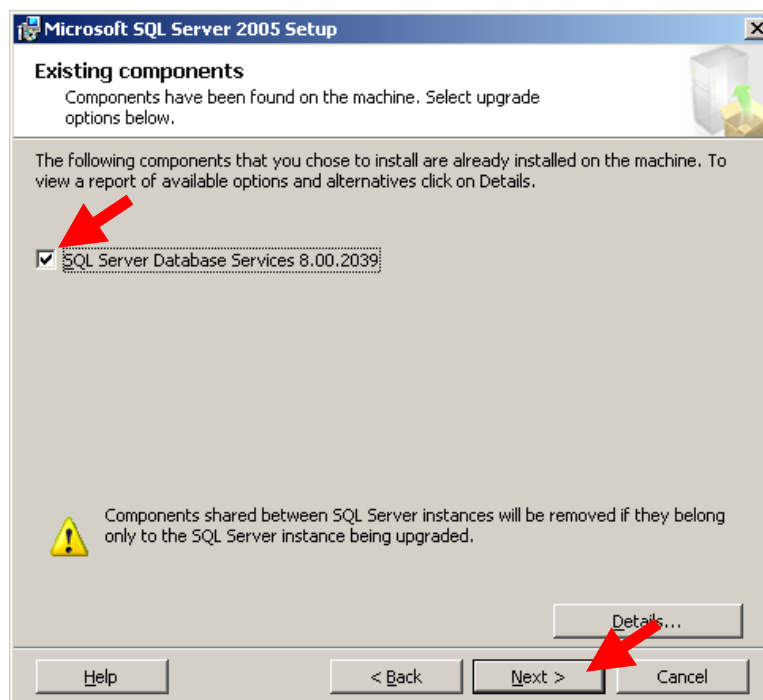 Microsoft SQL Server 2005 Setup
Existing components
Components have been found on the machine. Select upgrade
options below.
The following components that you chose to install are already installed on the machine. To
view a report of available options and alternatives click on Details.
SQL Server Database Services 8.00.2039
Components shared between SQL Server instances will be removed if they belong
only to the SQL Server instance being upgraded.
Details...
Help
< Back
Next >
Cancel